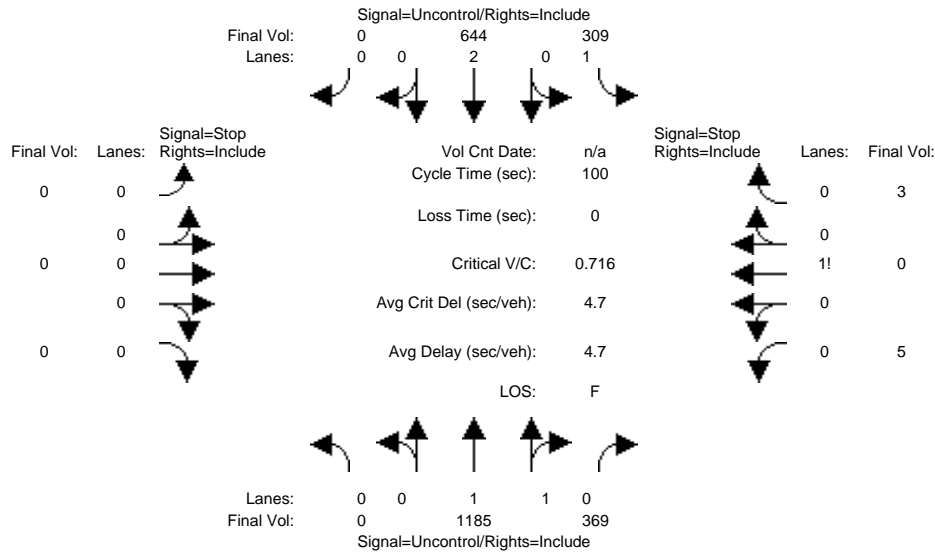 Signal=Uncontrol/Rights=Include
Final Vol: 0 644 309
Lanes: 0 0 2 0 1
Signal=Stop Signal=Stop
Final Vol: Lanes: Rights=Include Vol Cnt Date: n/a Rights=Include Lanes: Final Vol:
Cycle Time (sec): 100
0 0 0 3
Loss Time (sec): 0
0 0
0 0 Critical V/C: 0.716 1! 0
0 Avg Crit Del (sec/veh): 4.7 0
0 0 Avg Delay (sec/veh): 4.7 0 5
LOS: F
Lanes: 0 0 1 1 0
Final Vol: 0 1185 369
Signal=Uncontrol/Rights=Include